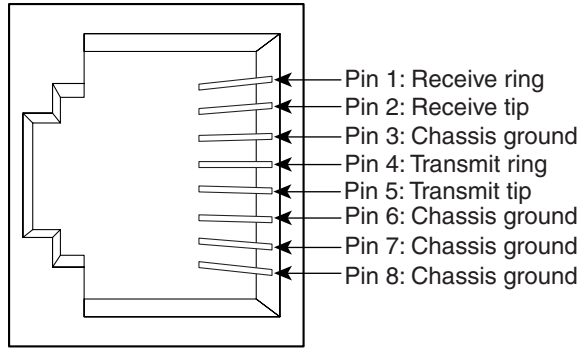 Pin 1: Receive ring
Pin 2: Receive tip
Pin 3: Chassis ground
Pin 4: Transmit ring
Pin 5: Transmit tip
Pin 6: Chassis ground
Pin 7: Chassis ground
Pin 8: Chassis ground